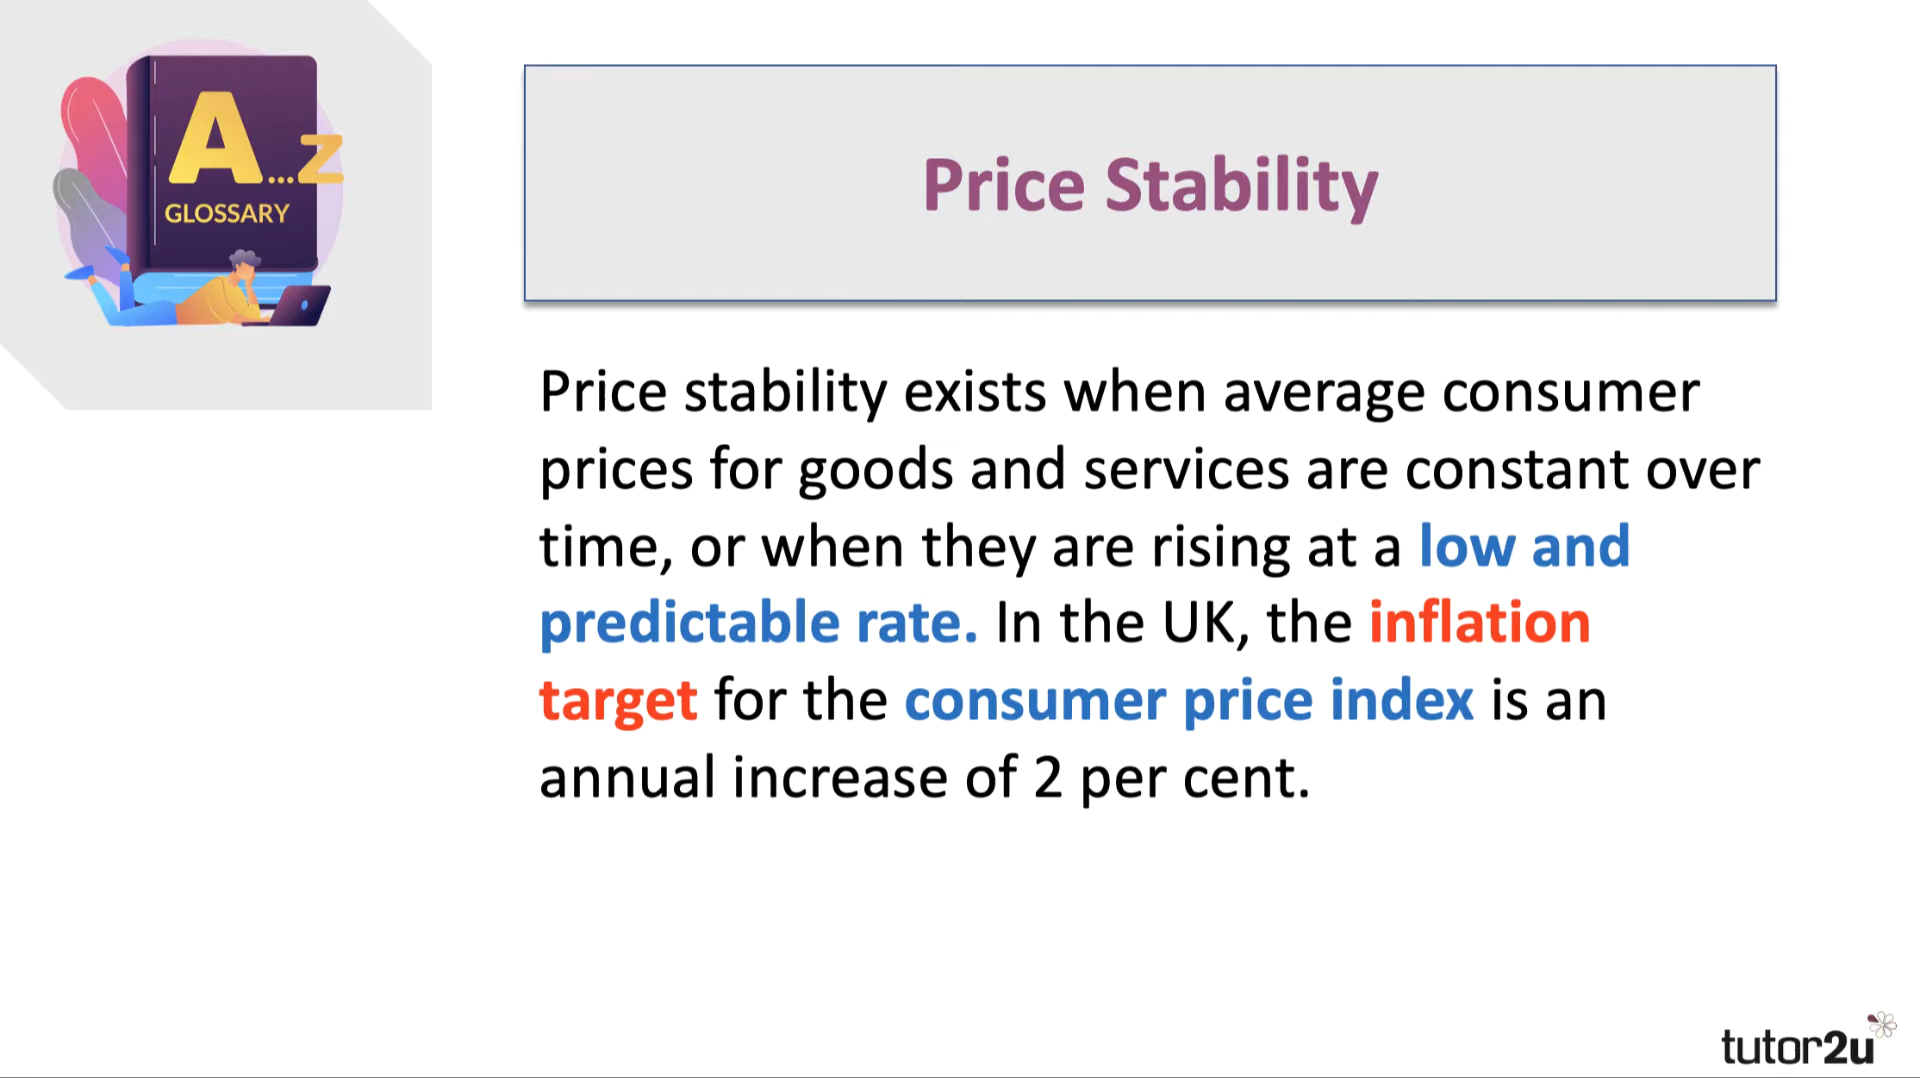 A...Z
GLOSSARY
Price Stability
Price stability exists when average consumer
prices for goods and services are constant over
time, or when they are rising at a low and
predictable rate. In the UK, the inflation
target for the consumer price index is an
annual increase of 2 per cent.
tutor2u